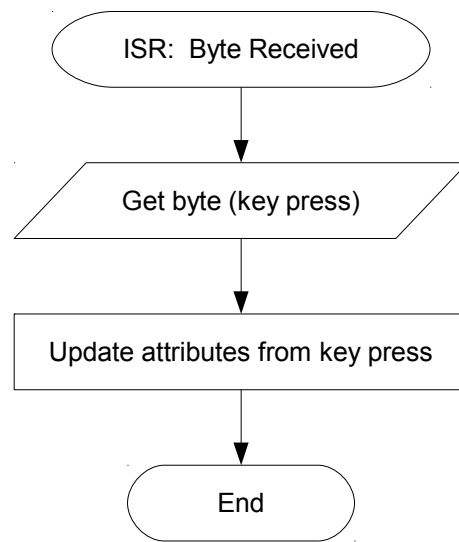 ISR:  Byte Received
Get byte (key press)
Update attributes from key press
End